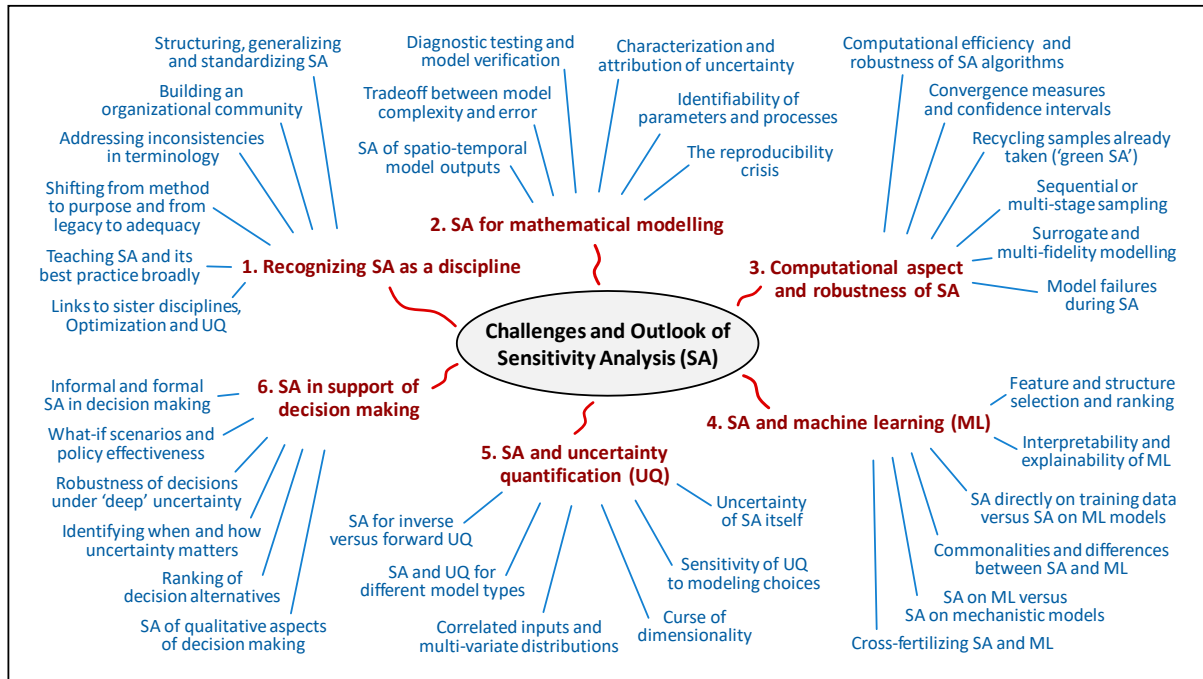 Structuring, generalizing
and standardizing SA
Building an
organizational community
Addressing inconsistencies
in terminology
Shifting from method
to purpose and from
legacy to adequacy
Teaching SA and its
best practice broadly
Links to sister disciplines,
Optimization and UQ
1. Recognizing SA as a discipline
Diagnostic testing and
model verification
Tradeoff between model
complexity and error
SA of spatio-temporal
model outputs
Characterization and
attribution of uncertainty
Identifiability of
parameters and processes
The reproducibility
crisis
2. SA for mathematical modelling
Computational efficiency and
robustness of SA algorithms
Convergence measures
and confidence intervals
Recycling samples already
taken (‘green SA’)
Sequential or
multi-stage sampling
Surrogate and
multi-fidelity modelling
Model failures
during SA
3. Computational aspect
and robustness of SA
Challenges and Outlook of
Sensitivity Analysis (SA)
4. SA and machine learning (ML)
Feature and structure
selection and ranking
Interpretability and
explainability of ML
SA directly on training data
versus SA on ML models
Commonalities and differences
between SA and ML
SA on ML versus
SA on mechanistic models
Cross-fertilizing SA and ML
5. SA and uncertainty
quantification (UQ)
Uncertainty
of SA itself
Sensitivity of UQ
to modeling choices
Curse of
dimensionality
Correlated inputs and
multi-variate distributions
SA and UQ for
different model types
SA for inverse
versus forward UQ
6. SA in support of
decision making
Informal and formal
SA in decision making
What-if scenarios and
policy effectiveness
Robustness of decisions
under ‘deep’ uncertainty
Identifying when and how
uncertainty matters
Ranking of
decision alternatives
SA of qualitative aspects
of decision making